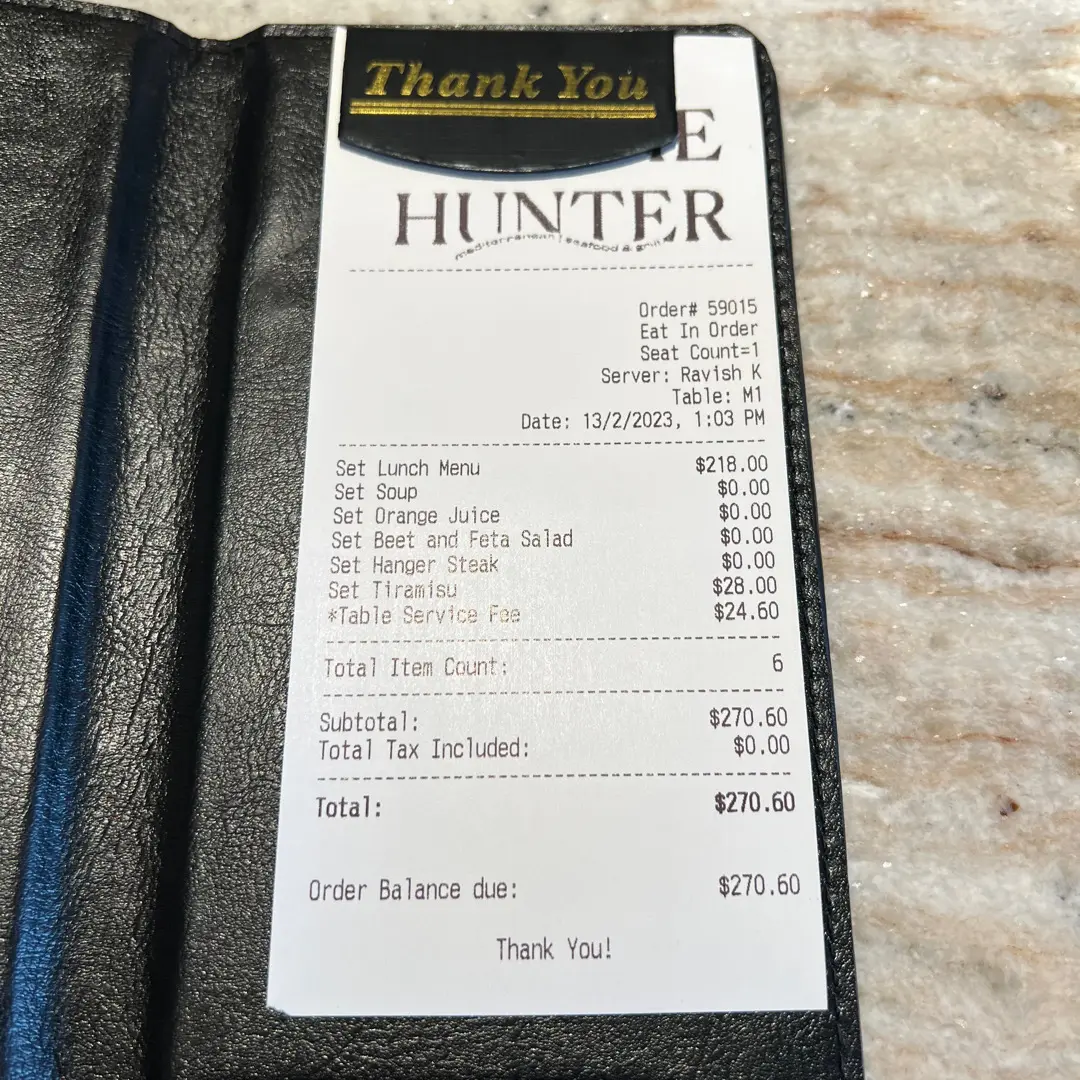 Thank You
HUNTER
mediterranean | seafood & grill
Order# 59015
Eat In Order
Seat Count=1
Server: Ravish K
Table: M1
Date: 13/2/2023, 1:03 PM
Set Lunch Menu $218.00
Set Soup $0.00
Set Orange Juice $0.00
Set Beet and Feta Salad $0.00
Set Hanger Steak $0.00
Set Tiramisu $28.00
*Table Service Fee $24.60
Total Item Count: 6
Subtotal: $270.60
Total Tax Included: $0.00
Total: $270.60
Order Balance due: $270.60
Thank You!